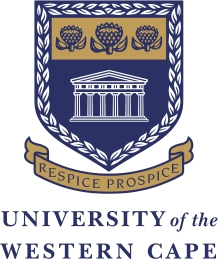 RESPICE PROSPICE
UNIVERSITY of the
WESTERN CAPE